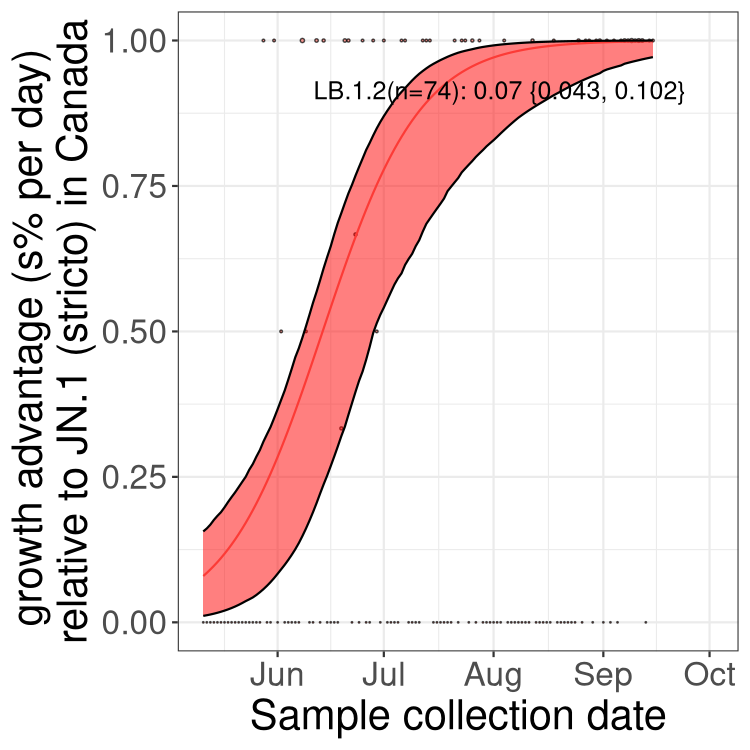 growth advantage (s% per day)
relative to JN.1 (stricto) in Canada
1.00
0.75
0.50
0.25
0.00
LB.1.2(n=74): 0.07 {0.043, 0.102}
Jun Jul Aug Sep Oct
Sample collection date